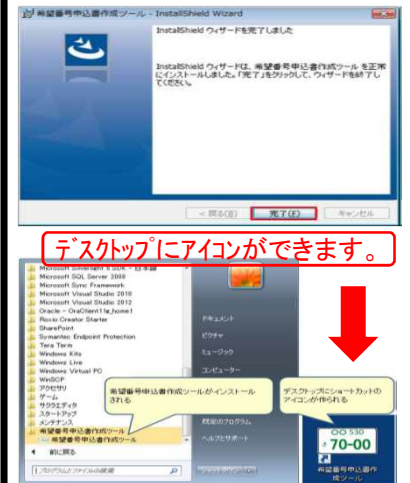 希望番号申込書作成ツール - InstallShield Wizard
InstallShield ウィザードを完了しました
InstallShield ウィザードは、希望番号申込書作成ツール を正常
にインストールしました。「完了」をクリックして、ウィザードを終了し
てください。
< 戻る(B)
完了(F)
キャンセル
デスクトップにアイコンができます。
Microsoft Silverlight 5 SDK - 日本語
Microsoft SQL Server 2008
Microsoft Sync Framework
Microsoft Visual Studio 2010
Microsoft Visual Studio 2012
Oracle - OraClient11g_home1
Roxio Creator Starter
SharePoint
Symantec Endpoint Protection
Tera Term
Windows Kits
Windows Live
Windows Virtual PC
WinSCP
アクセサリ
ゲーム
サクラエディタ
スタートアップ
メンテナンス
希望番号申込書作成ツール
希望番号申込書作成ツール
前に戻る
プログラムとファイルの検索
ドキュメント
ピクチャ
ミュージック
コンピューター
既定のプログラム
ヘルプとサポート
希望番号申込書作成ツールがインストール
される
デスクトップにショートカットの
アイコンが作られる
530
70-00
希望番号申込書作
成ツール